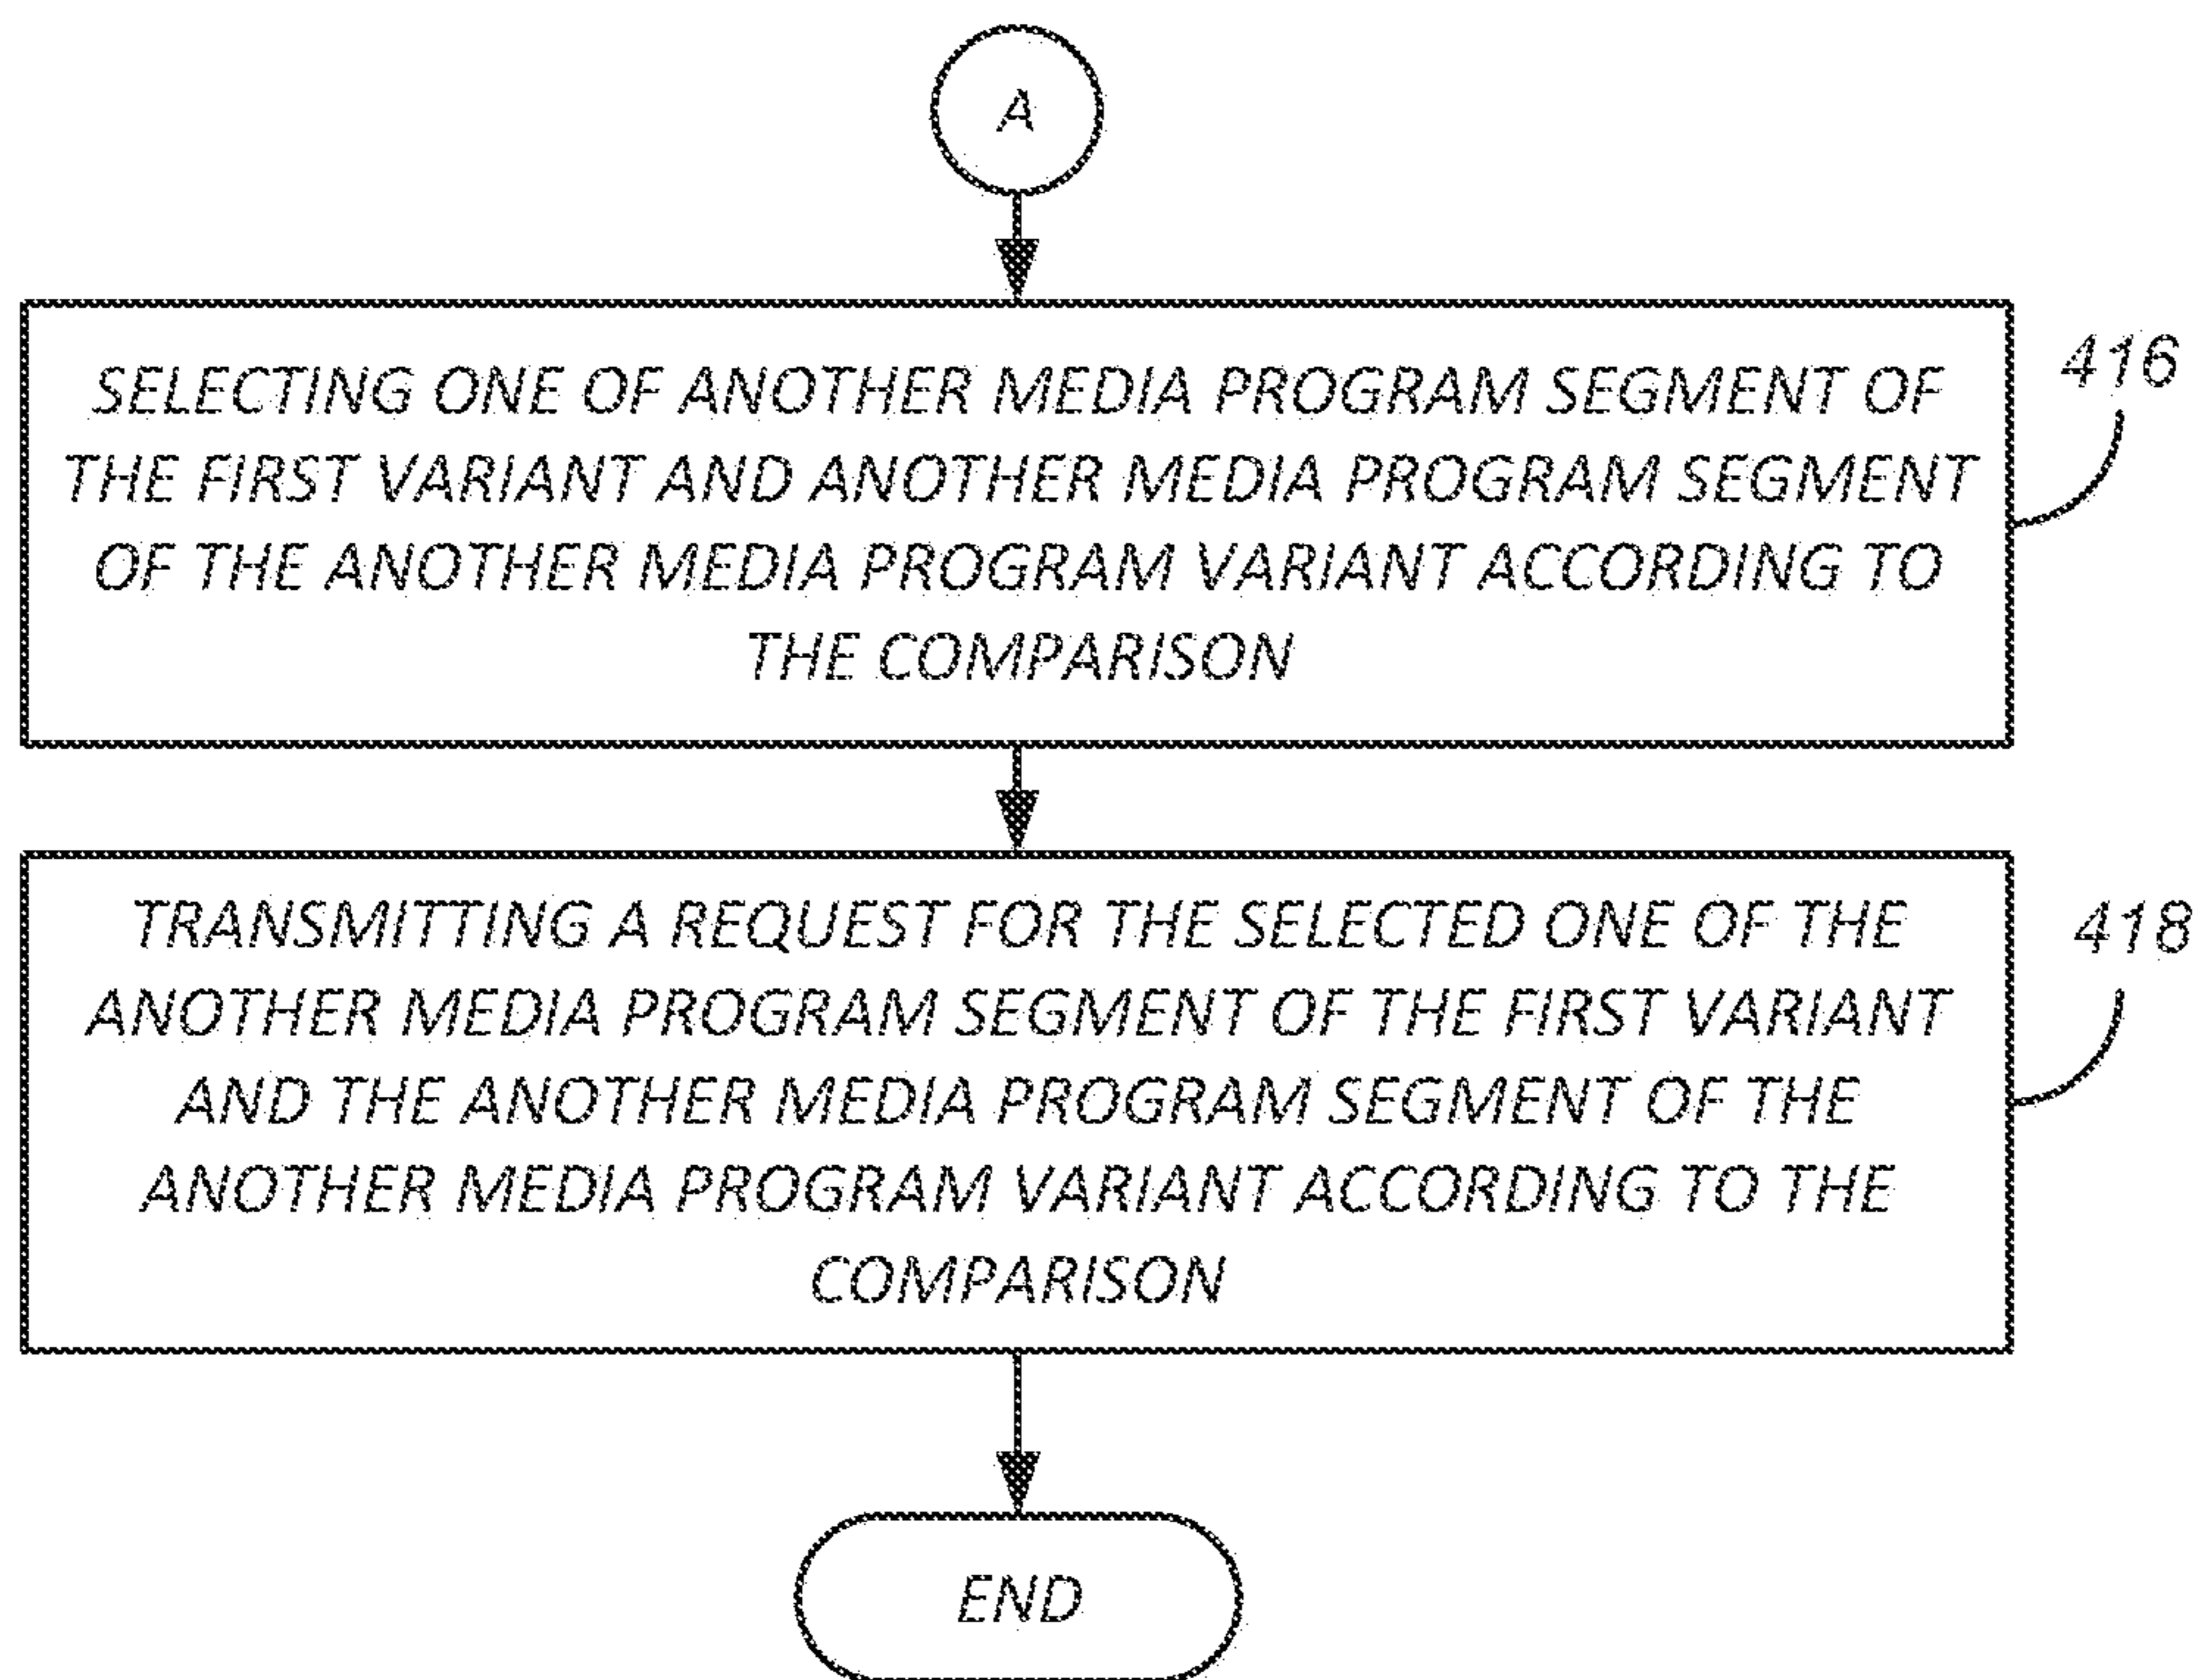 A
SELECTING ONE OF ANOTHER MEDIA PROGRAM SEGMENT OF
THE FIRST VARIANT AND ANOTHER MEDIA PROGRAM SEGMENT
OF THE ANOTHER MEDIA PROGRAM VARIANT ACCORDING TO
THE COMPARISON
416
TRANSMITTING A REQUEST FOR THE SELECTED ONE OF THE
ANOTHER MEDIA PROGRAM SEGMENT OF THE FIRST VARIANT
AND THE ANOTHER MEDIA PROGRAM SEGMENT OF THE
ANOTHER MEDIA PROGRAM VARIANT ACCORDING TO THE
COMPARISON
418
END